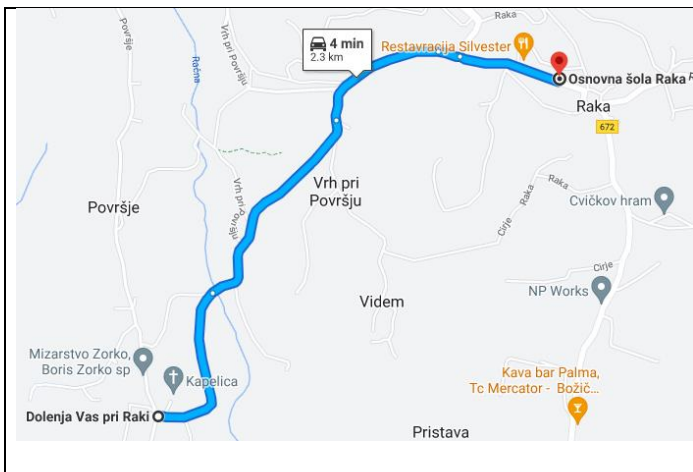 Površje
Račna
Raka
Restavracija Silvester
4 min
2.3 km
Osnovna šola Raka
Raka
672
Vrh pri Površju
Vrh pri
Površju
Vrh pri Površju
Površje
Raka
Raka
Cirje
Cvičkov hram
Cirje
Videm
NP Works
Mizarstvo Zorko,
Boris Zorko sp
Kapelica
Kava bar Palma,
Tc Mercator - Božič...
Dolenja Vas pri Raki
Pristava